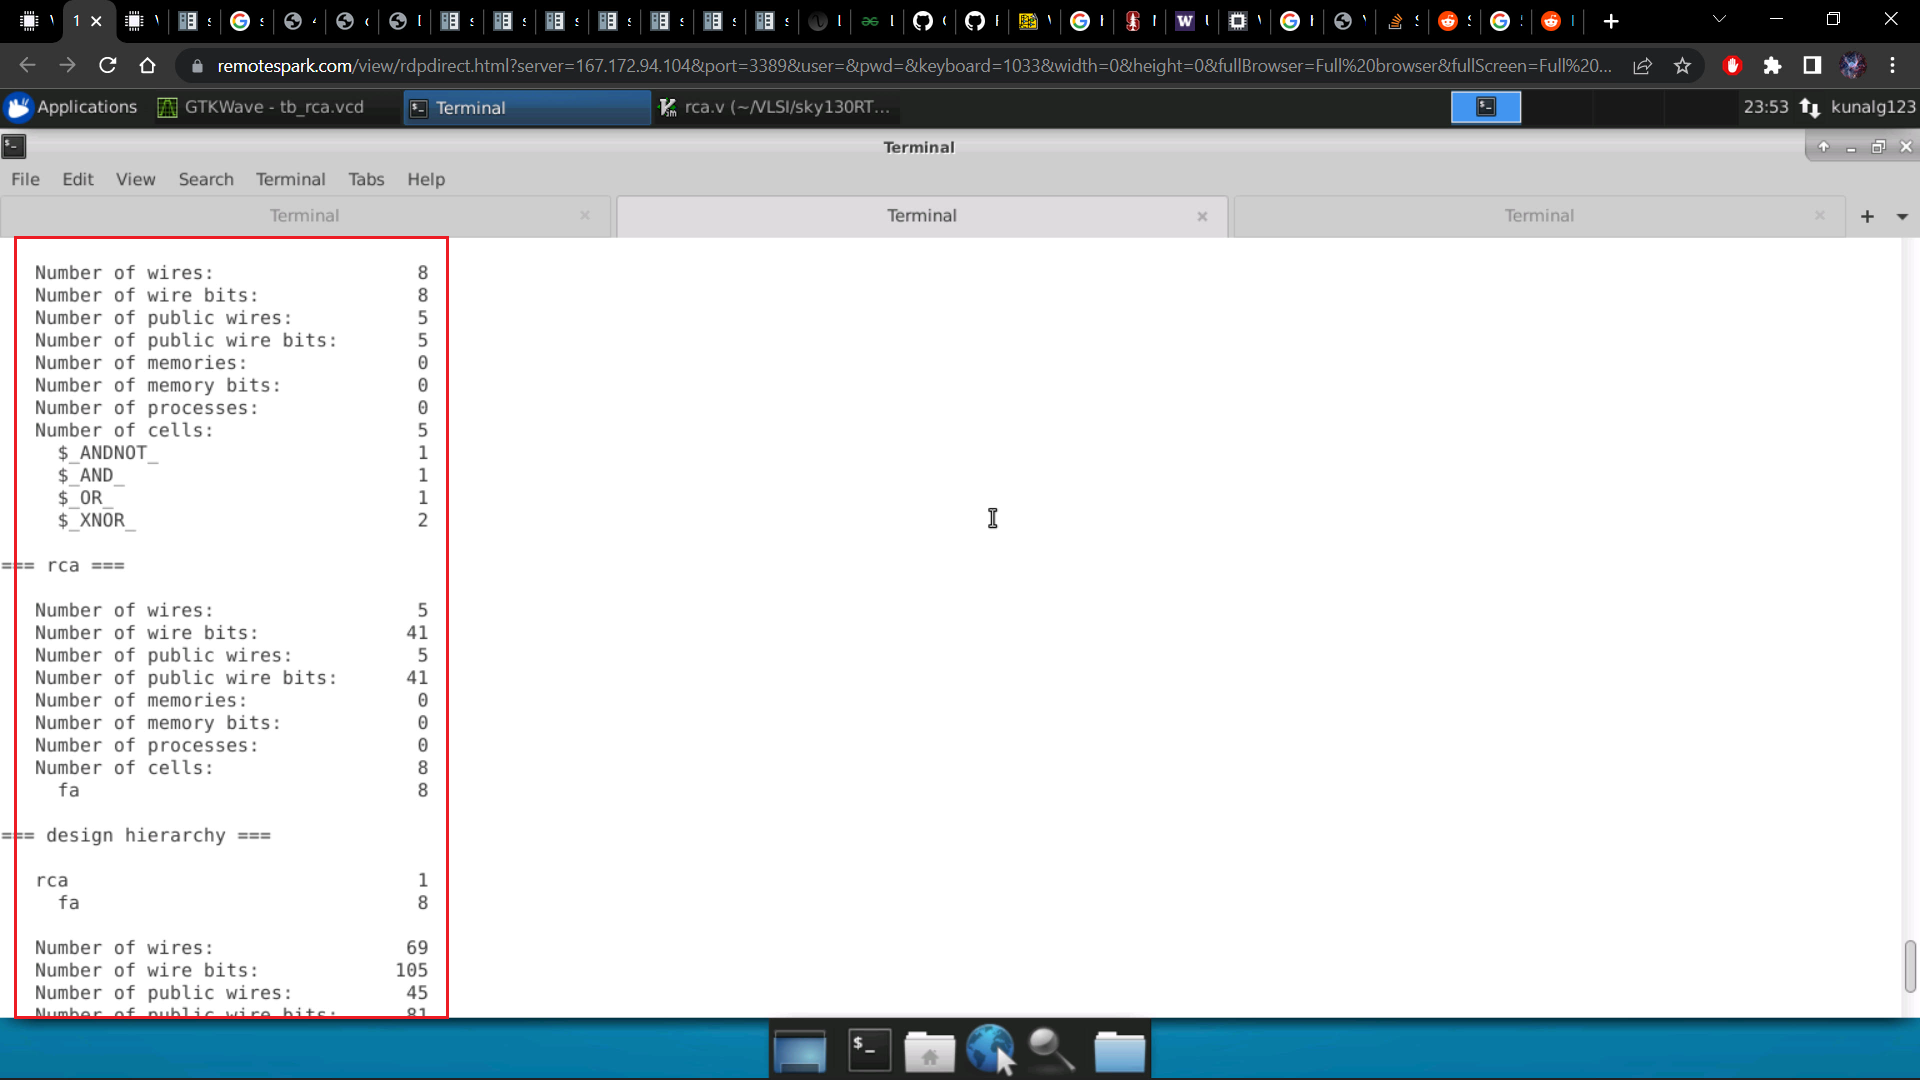 1
remotespark.com/view/rdpdirect.html?server=167.172.94.104&port=3389&user=&pwd=&keyboard=1033&width=0&height=0&fullBrowser=Full%20browser&fullScreen=Full%20...
Applications GTKWave - tb_rca.vcd Terminal rca.v (~/VLSI/sky130RT... 23:53 kunalg123
Terminal
File Edit View Search Terminal Tabs Help
Terminal Terminal Terminal
Number of wires: 8
Number of wire bits: 8
Number of public wires: 5
Number of public wire bits: 5
Number of memories: 0
Number of memory bits: 0
Number of processes: 0
Number of cells: 5
$_ANDNOT_ 1
$_AND_ 1
$_OR_ 1
$_XNOR_ 2
=== rca ===
Number of wires: 5
Number of wire bits: 41
Number of public wires: 5
Number of public wire bits: 41
Number of memories: 0
Number of memory bits: 0
Number of processes: 0
Number of cells: 8
fa 8
=== design hierarchy ===
rca 1
fa 8
Number of wires: 69
Number of wire bits: 105
Number of public wires: 45
Number of public wire bits: 81